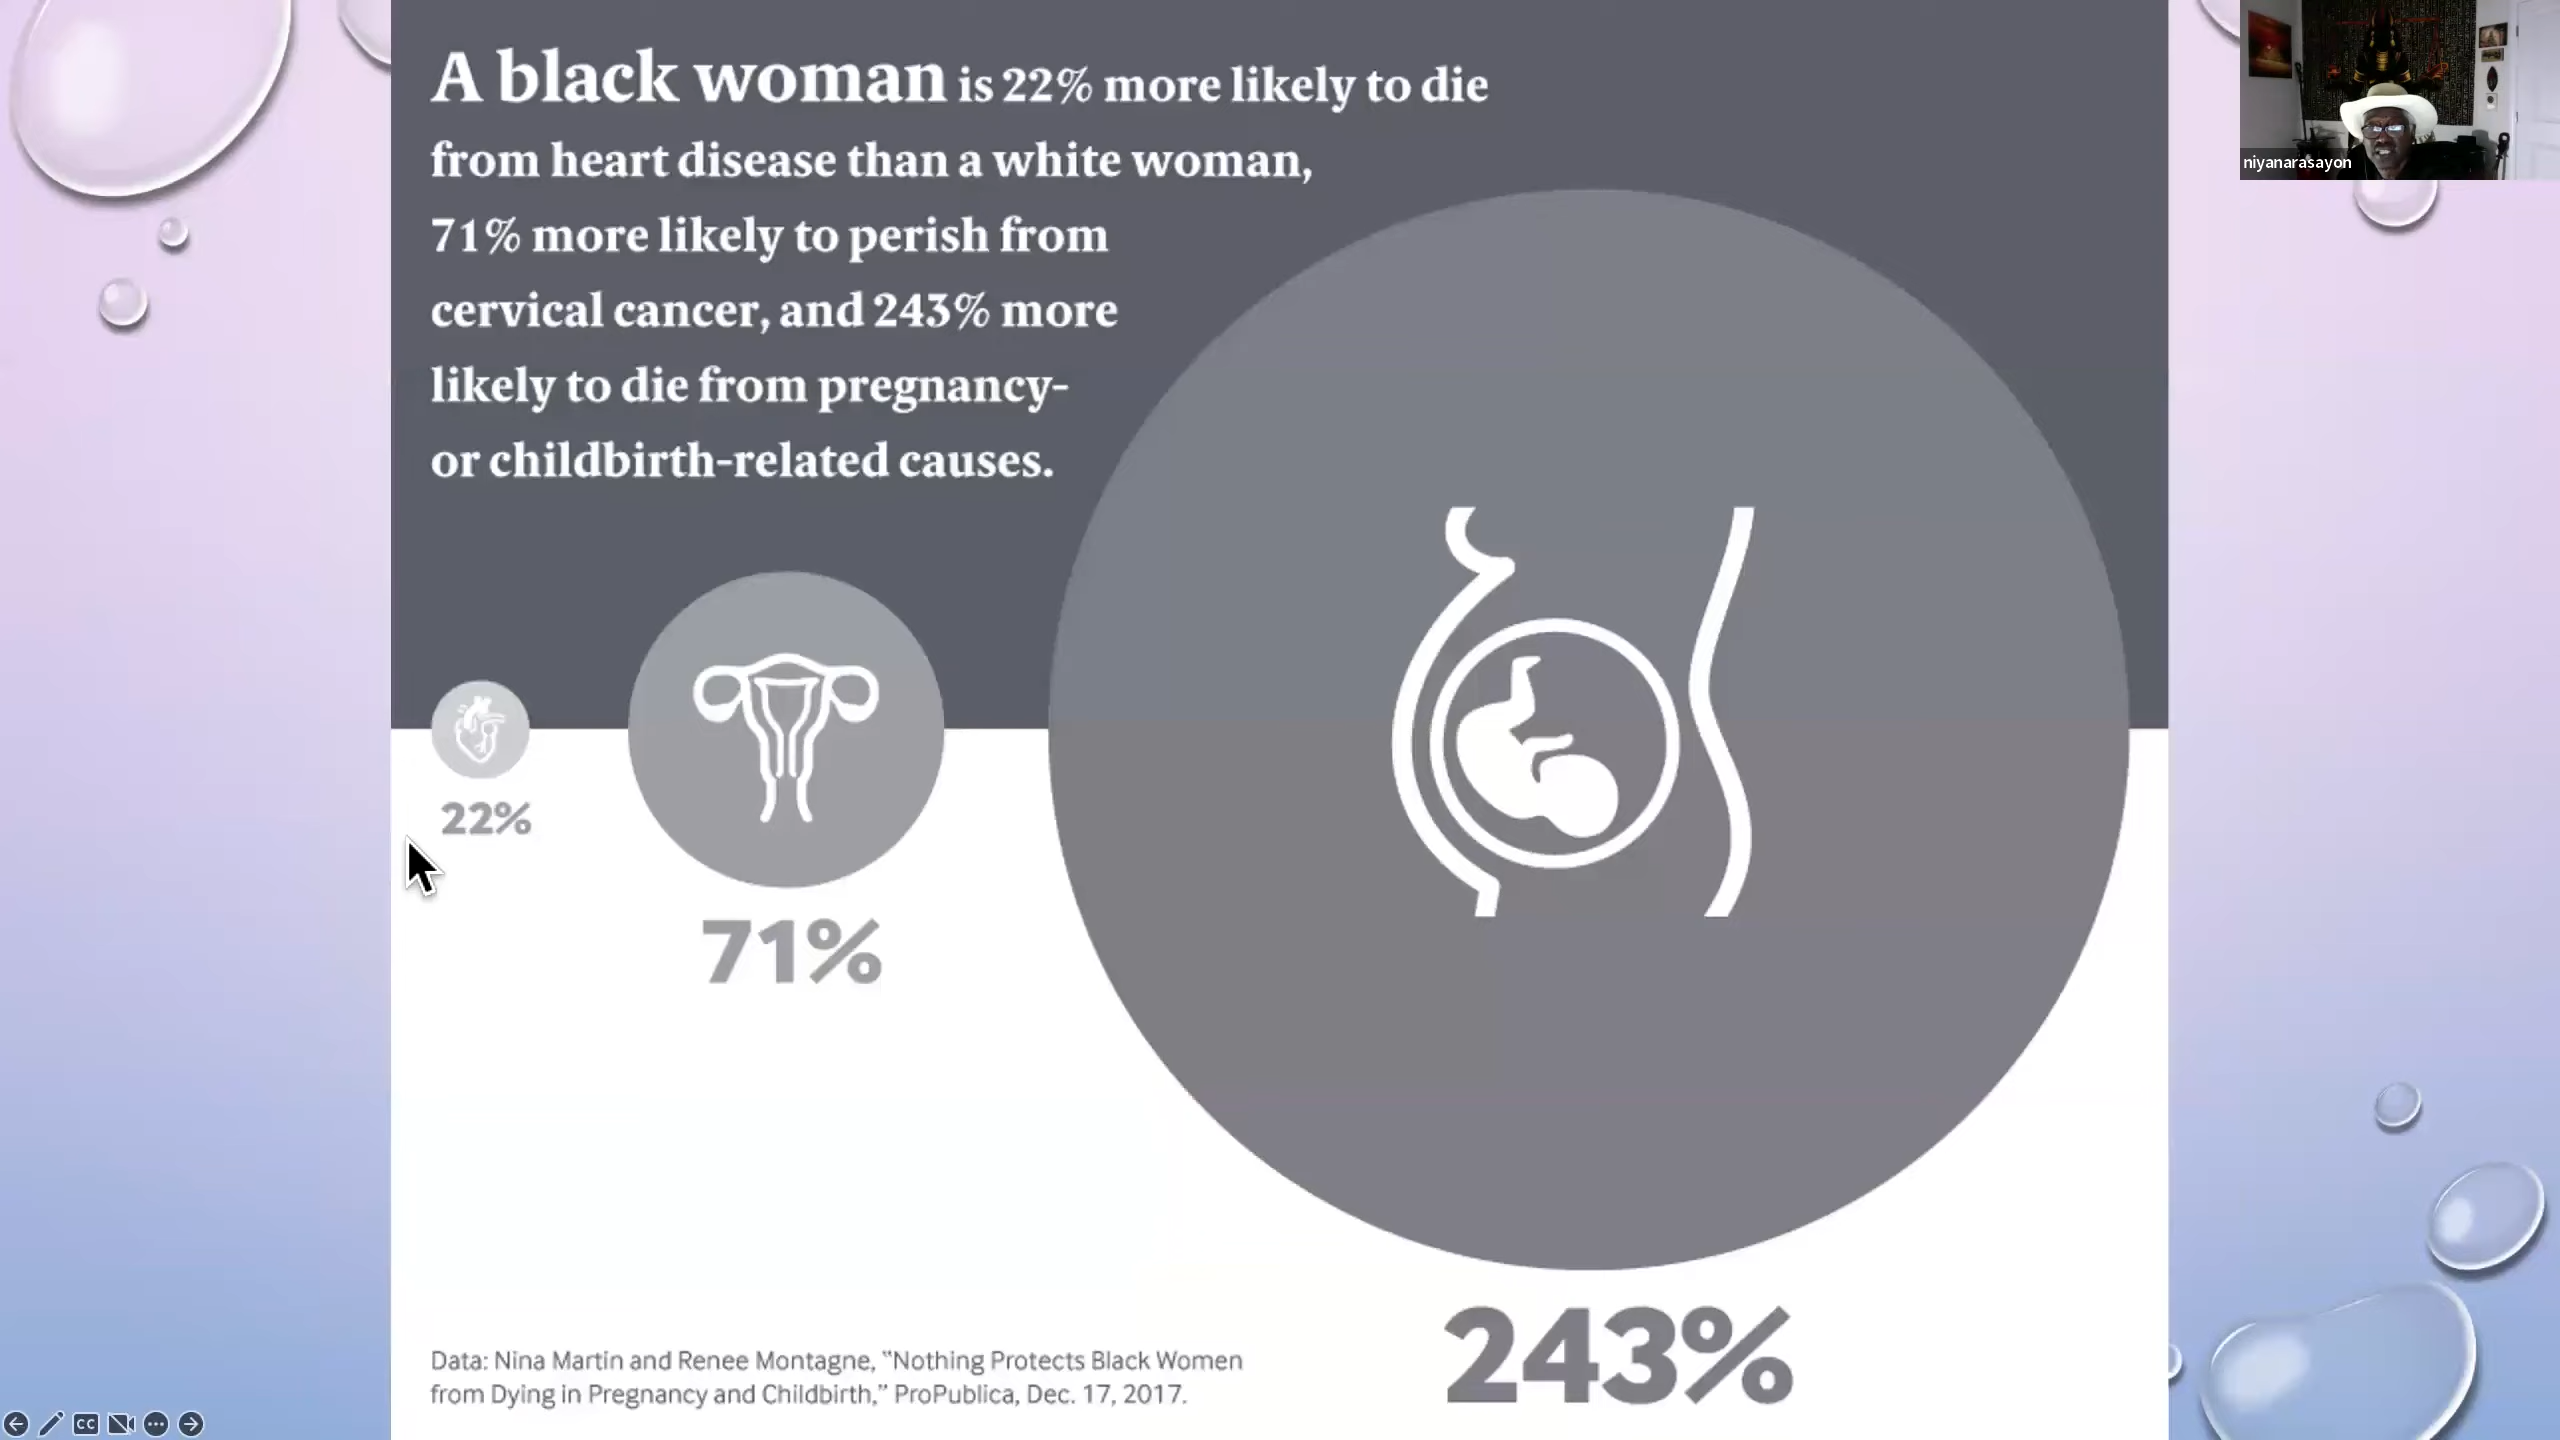 A black woman is 22% more likely to die
from heart disease than a white woman,
71% more likely to perish from
cervical cancer, and 243% more
likely to die from pregnancy-
or childbirth-related causes.
22%
71%
243%
Data: Nina Martin and Renee Montagne, "Nothing Protects Black Women
from Dying in Pregnancy and Childbirth," ProPublica, Dec. 17, 2017.
niyanarasayon
CC